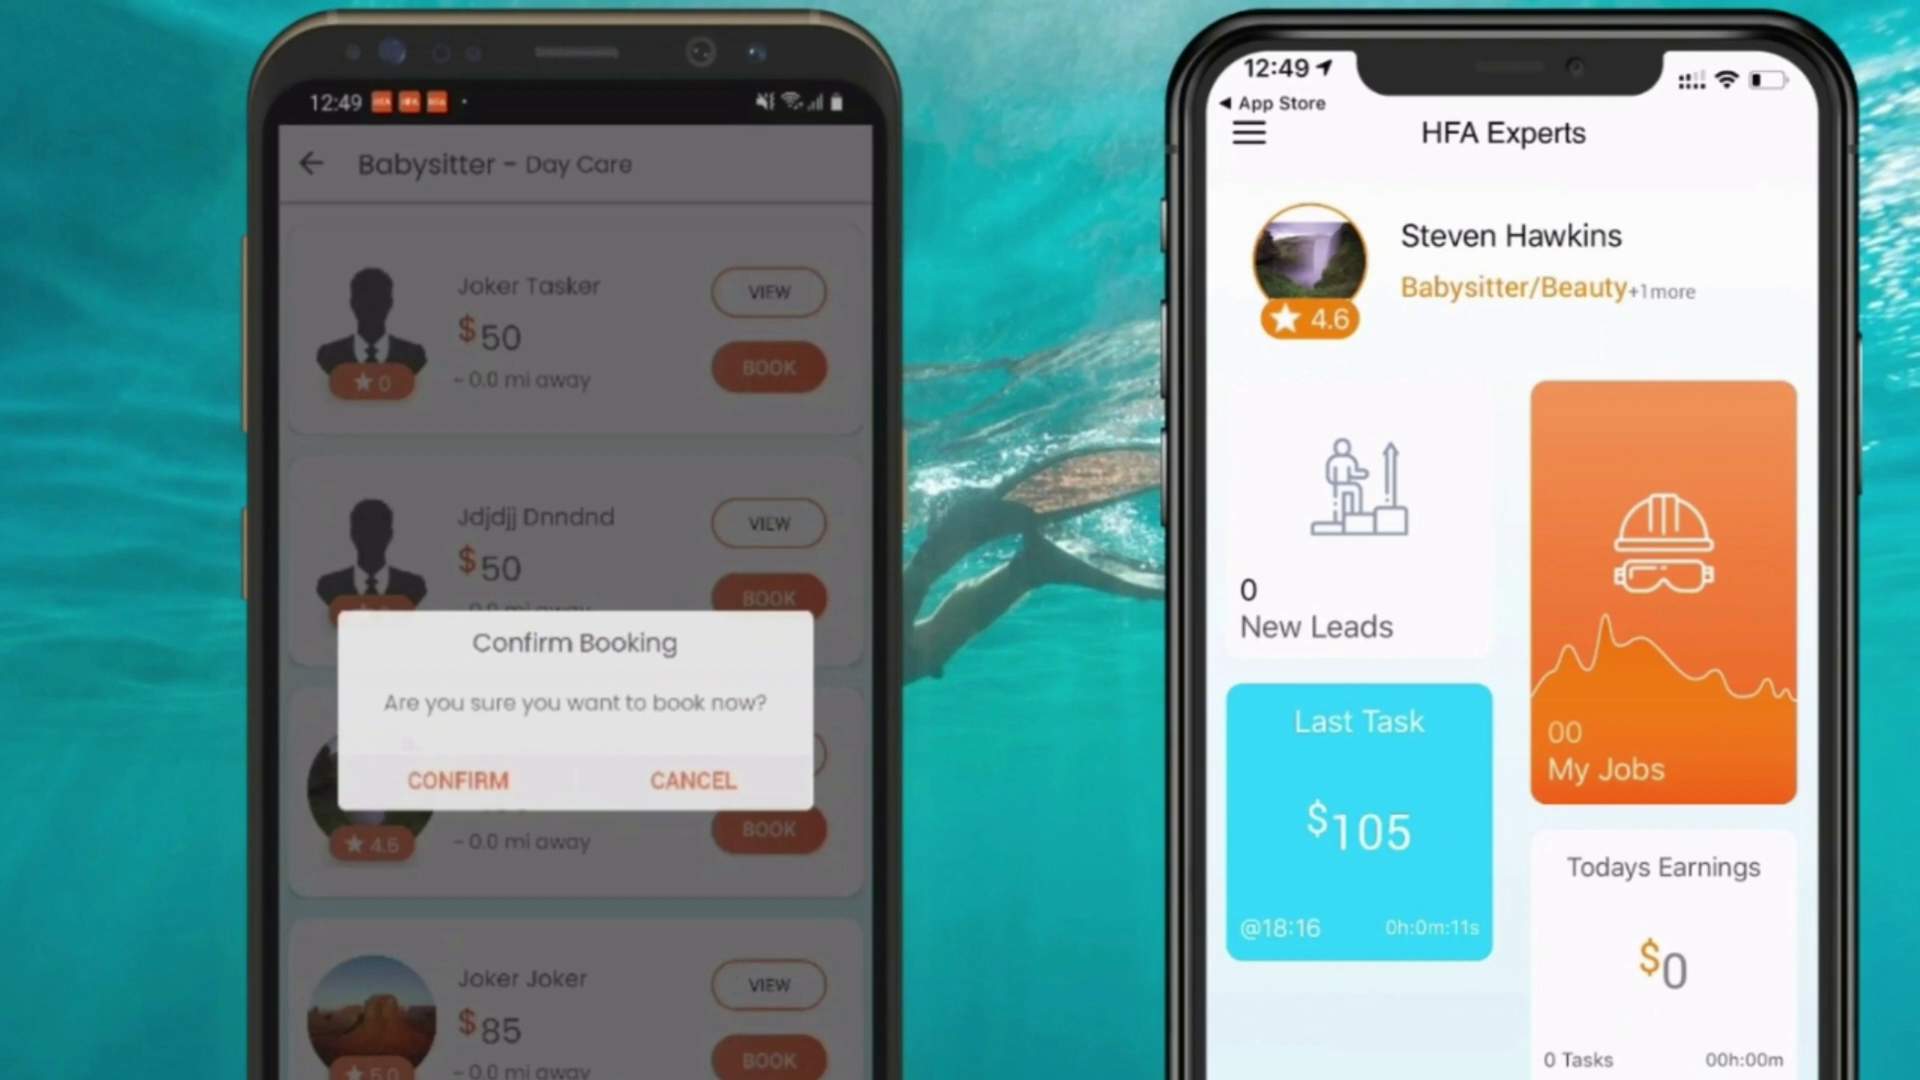 12:49
Babysitter - Day Care
Joker Tasker
$50
~ 0.0 mi away
★ 0
VIEW
BOOK
Jdjdjj Dnndnd
$50
VIEW
BOOK
Confirm Booking
Are you sure you want to book now?
CONFIRM
CANCEL
★ 4.6
~ 0.0 mi away
BOOK
Joker Joker
$85
~ 0.0 mi away
★ 5.0
VIEW
BOOK
12:49
App Store
HFA Experts
Steven Hawkins
Babysitter/Beauty+1more
★ 4.6
0
New Leads
00
My Jobs
Last Task
$105
@18:16
0h:0m:11s
Todays Earnings
$0
0 Tasks
00h:00m